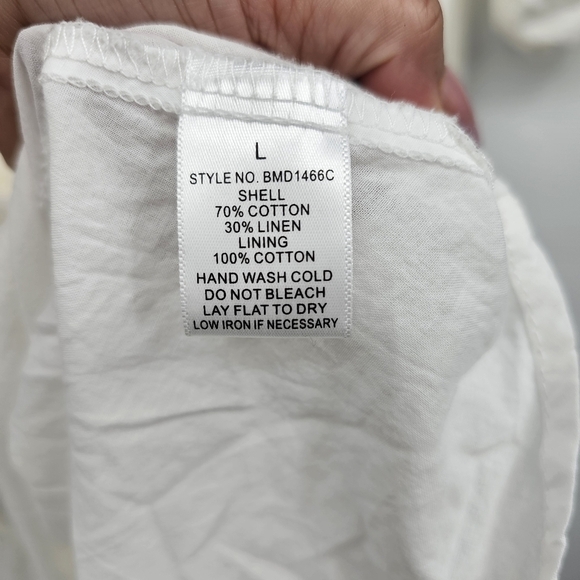 L
STYLE NO. BMD1466C
SHELL
70% COTTON
30% LINEN
LINING
100% COTTON
HAND WASH COLD
DO NOT BLEACH
LAY FLAT TO DRY
LOW IRON IF NECESSARY